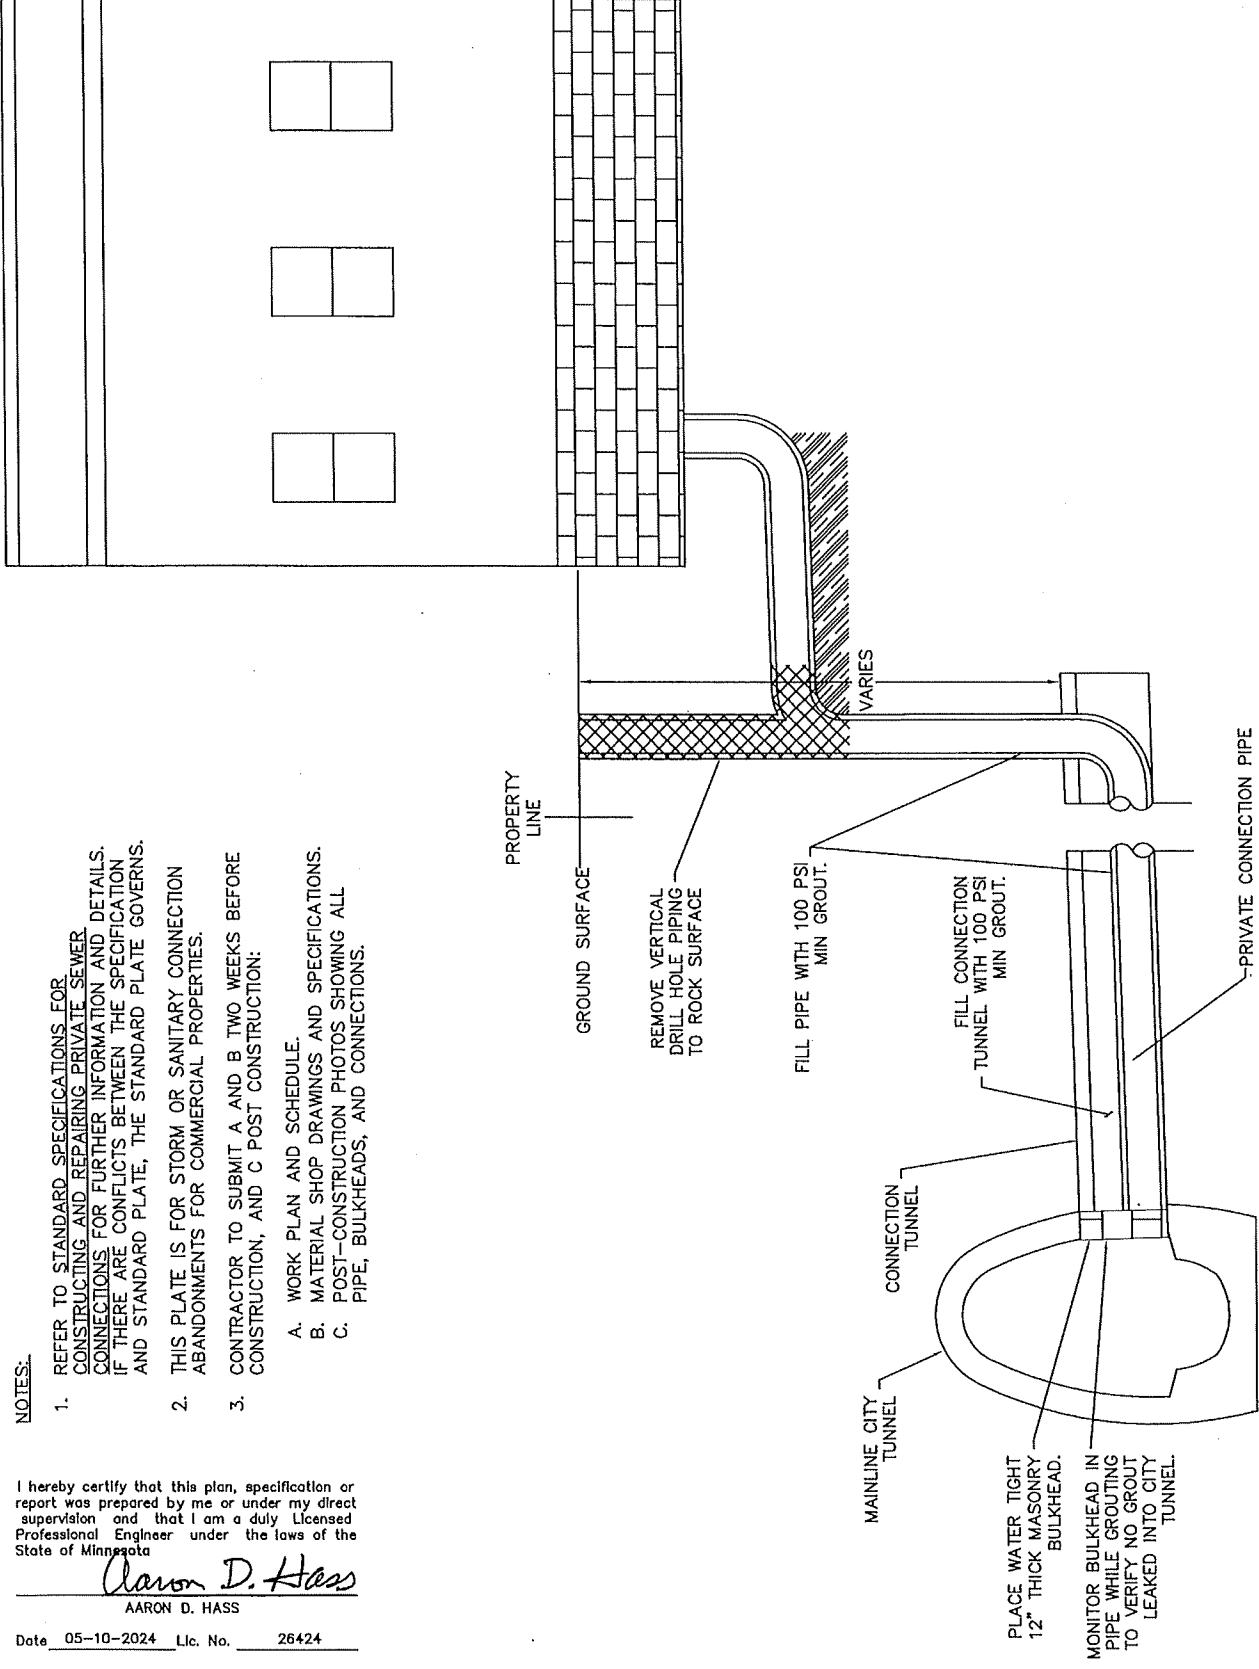 NOTES:
1. REFER TO STANDARD SPECIFICATIONS FOR
CONSTRUCTING AND REPAIRING PRIVATE SEWER
CONNECTIONS FOR FURTHER INFORMATION AND DETAILS.
IF THERE ARE CONFLICTS BETWEEN THE SPECIFICATION
AND STANDARD PLATE, THE STANDARD PLATE GOVERNS.
2. THIS PLATE IS FOR STORM OR SANITARY CONNECTION
ABANDONMENTS FOR COMMERCIAL PROPERTIES.
3. CONTRACTOR TO SUBMIT A AND B TWO WEEKS BEFORE
CONSTRUCTION, AND C POST CONSTRUCTION:
A. WORK PLAN AND SCHEDULE.
B. MATERIAL SHOP DRAWINGS AND SPECIFICATIONS.
C. POST-CONSTRUCTION PHOTOS SHOWING ALL
PIPE, BULKHEADS, AND CONNECTIONS.
PROPERTY
LINE
GROUND SURFACE
REMOVE VERTICAL
DRILL HOLE PIPING
TO ROCK SURFACE
VARIES
FILL PIPE WITH 100 PSI
MIN GROUT.
FILL CONNECTION
TUNNEL WITH 100 PSI
MIN GROUT.
CONNECTION
TUNNEL
MAINLINE CITY
TUNNEL
PLACE WATER TIGHT
12" THICK MASONRY
BULKHEAD.
MONITOR BULKHEAD IN
PIPE WHILE GROUTING
TO VERIFY NO GROUT
LEAKED INTO CITY
TUNNEL.
PRIVATE CONNECTION PIPE
I hereby certify that this plan, specification or
report was prepared by me or under my direct
supervision and that I am a duly Licensed
Professional Engineer under the laws of the
State of Minnesota
Aaron D. Hass
AARON D. HASS
Date 05-10-2024 Lic. No. 26424